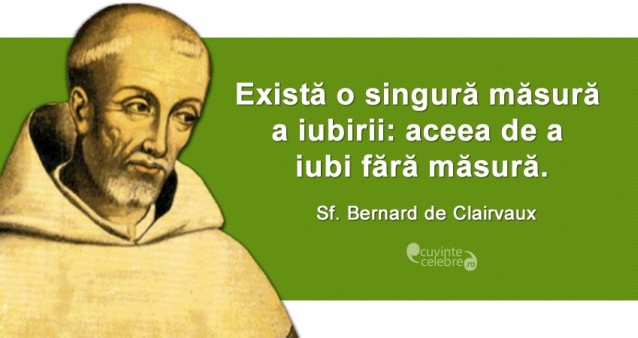 Există o singură măsură
a iubirii: aceea de a
iubi fără măsură.
Sf. Bernard de Clairvaux
cuvinte
celebre
.ro